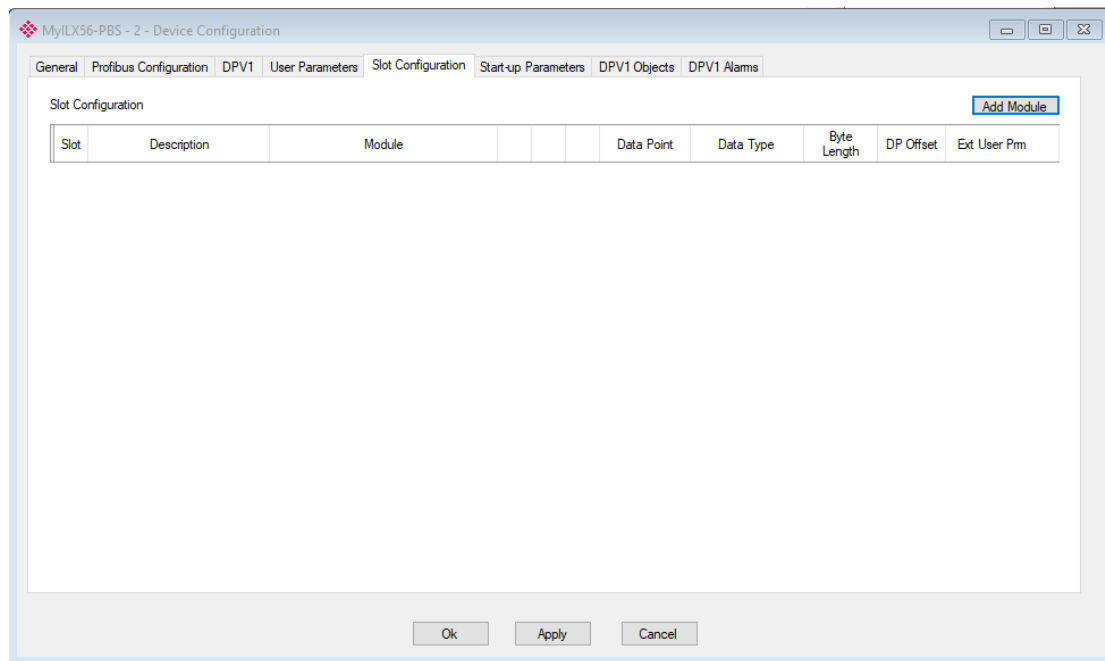 MyILX56-PBS - 2 - Device Configuration
General Profibus Configuration DPV1 User Parameters Slot Configuration Start-up Parameters DPV1 Objects DPV1 Alarms
Slot Configuration Add Module
Slot Description Module Data Point Data Type Byte Length DP Offset Ext User Prm
Ok Apply Cancel